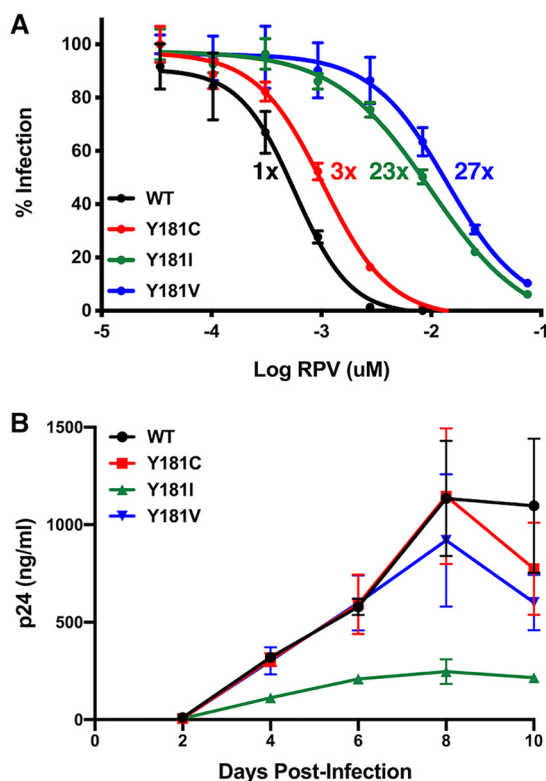 A
% Infection
100
80
60
40
20
0
1x 3x 23x 27x
WT
Y181C
Y181I
Y181V
-5 -4 -3 -2 -1
Log RPV (uM)
B
p24 (ng/ml)
1500
1000
500
0
WT
Y181C
Y181I
Y181V
0 2 4 6 8 10
Days Post-Infection